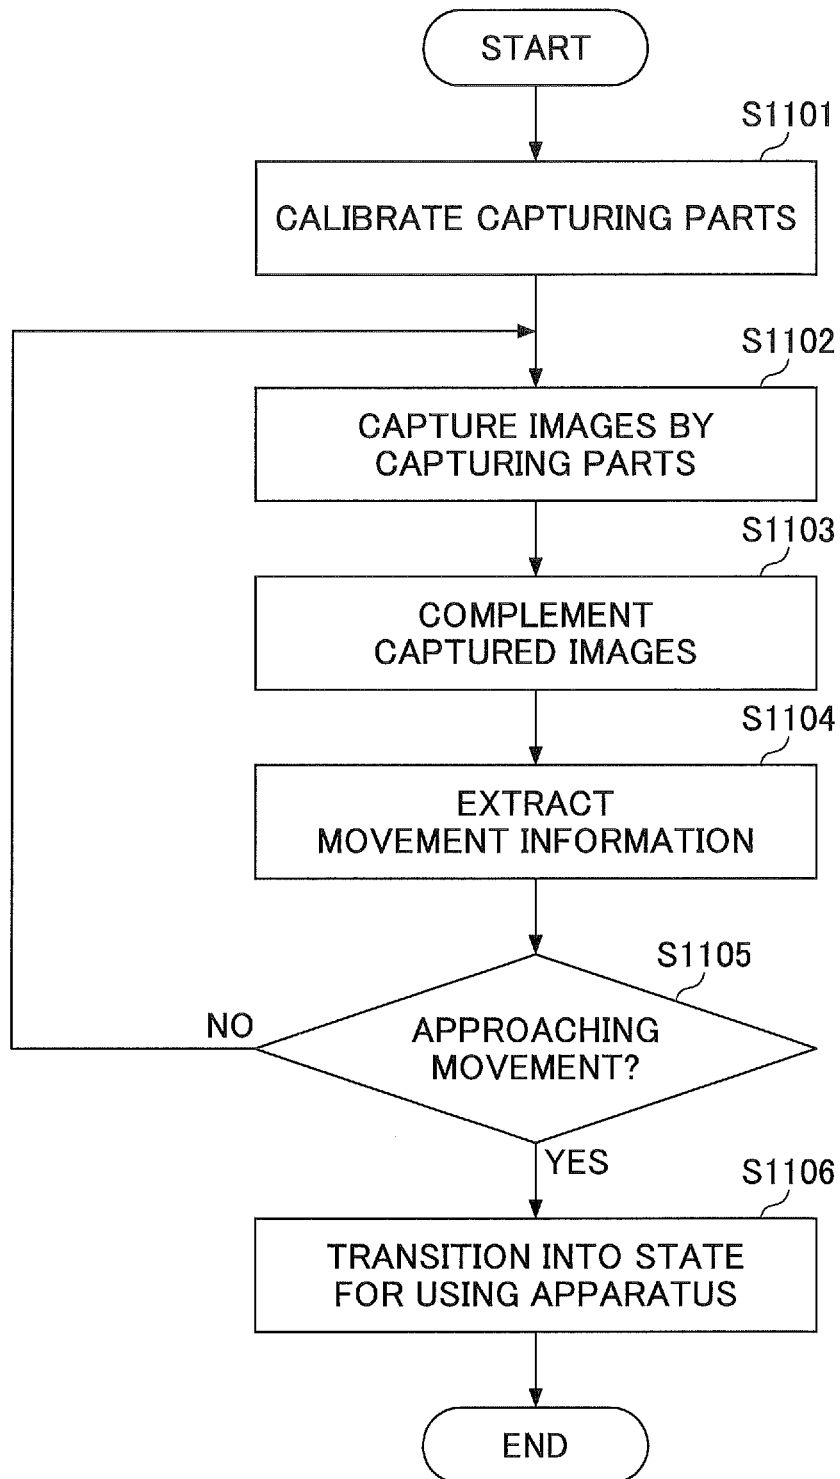 START
S1101
CALIBRATE CAPTURING PARTS
S1102
CAPTURE IMAGES BY
CAPTURING PARTS
S1103
COMPLEMENT
CAPTURED IMAGES
S1104
EXTRACT
MOVEMENT INFORMATION
S1105
NO
APPROACHING
MOVEMENT?
YES
S1106
TRANSITION INTO STATE
FOR USING APPARATUS
END